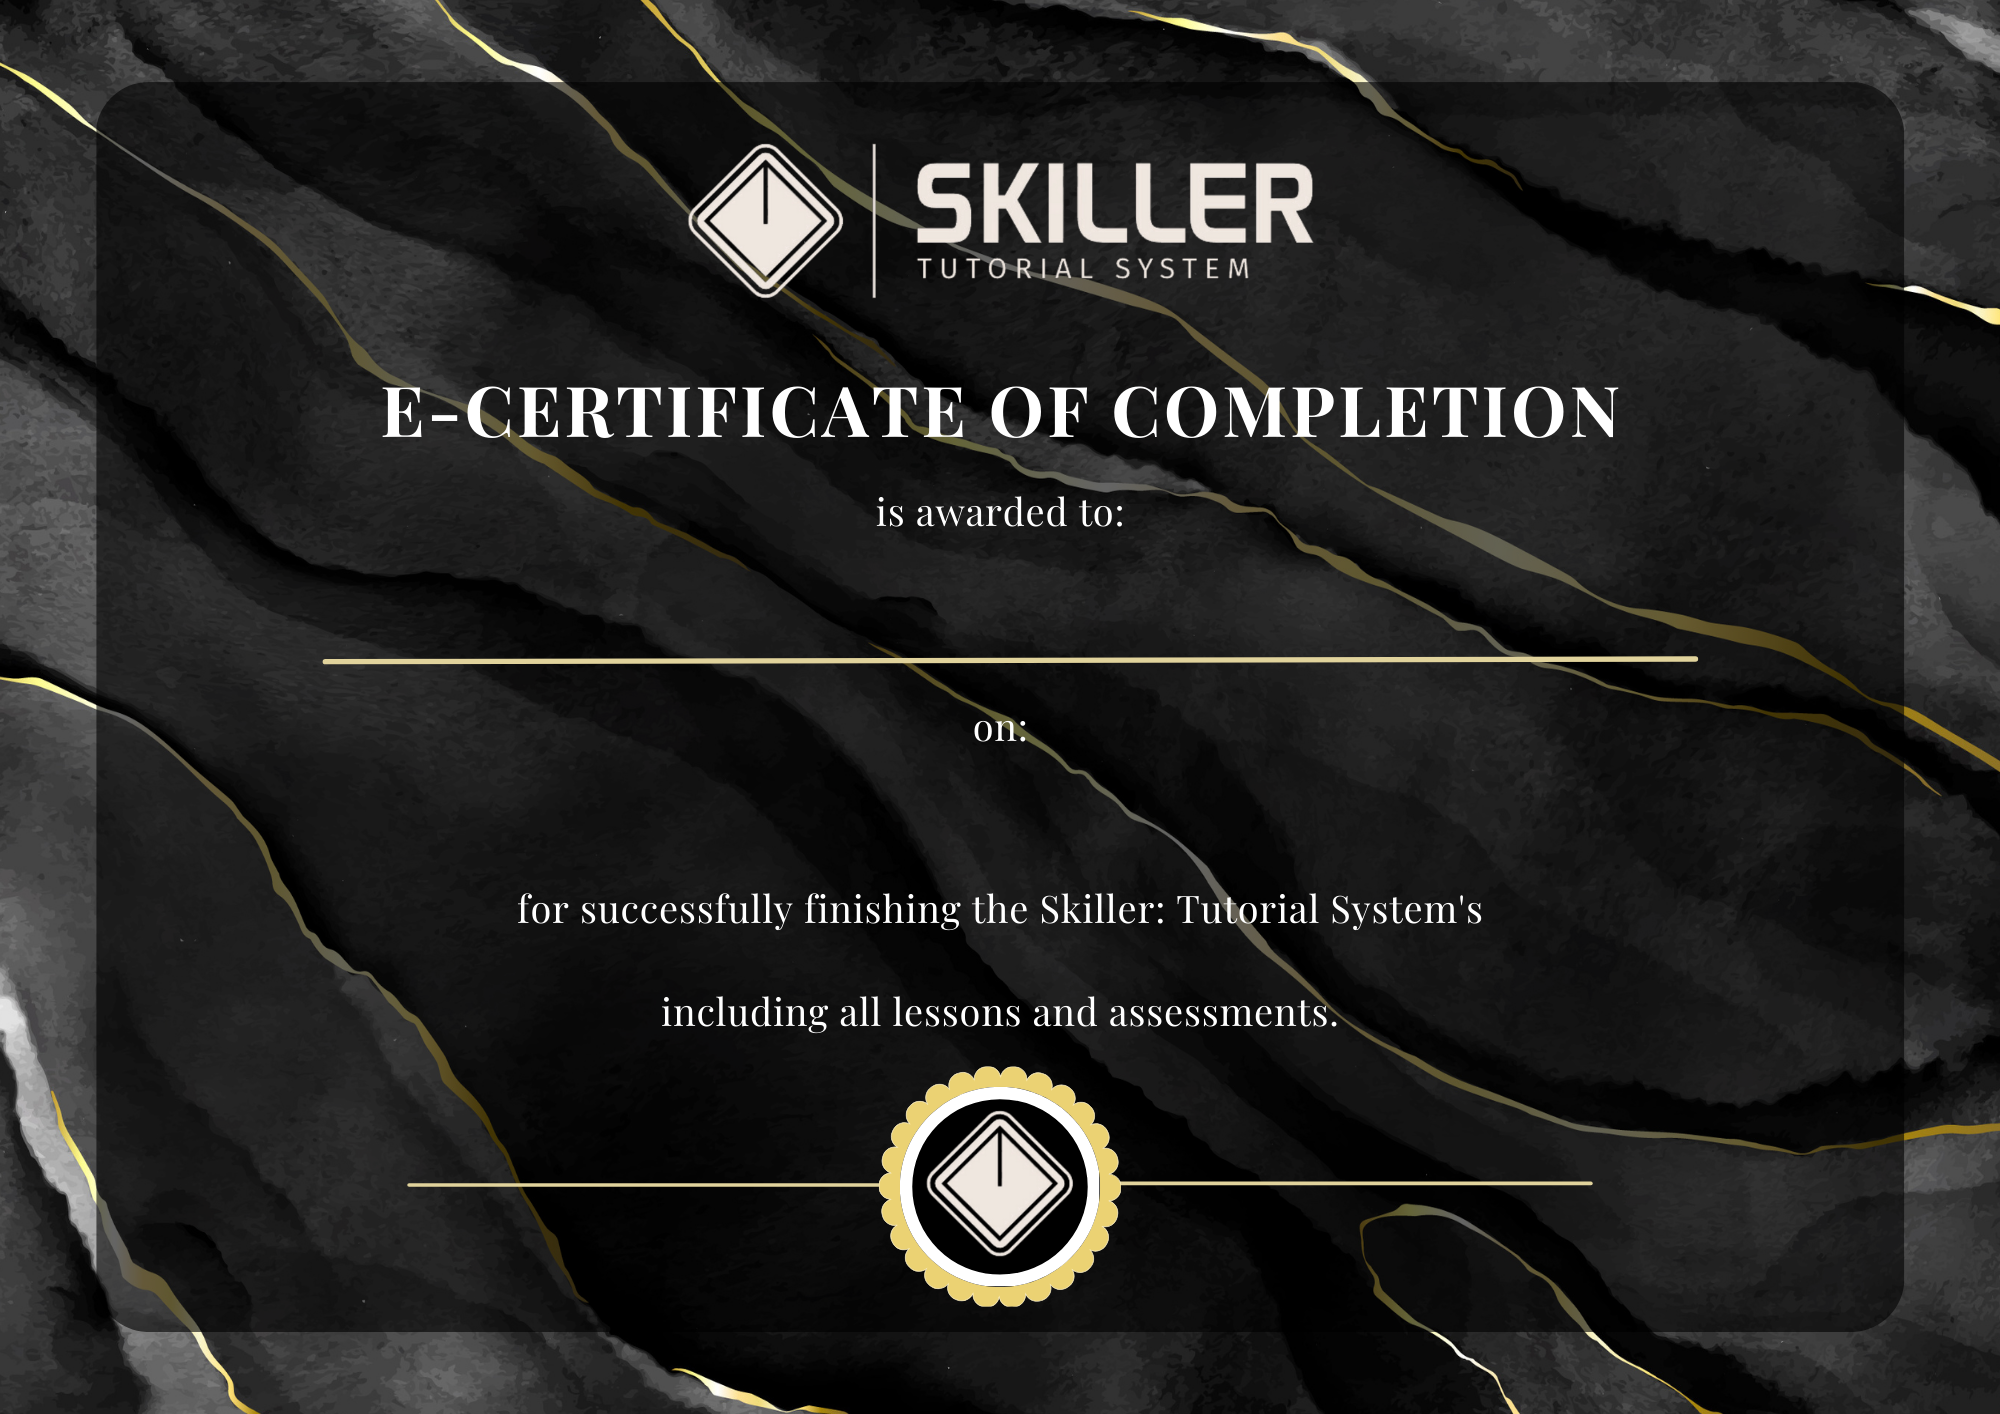 SKILLER
TUTORIAL SYSTEM
E-CERTIFICATE OF COMPLETION
is awarded to:
on:
for successfully finishing the Skiller: Tutorial System's
including all lessons and assessments.